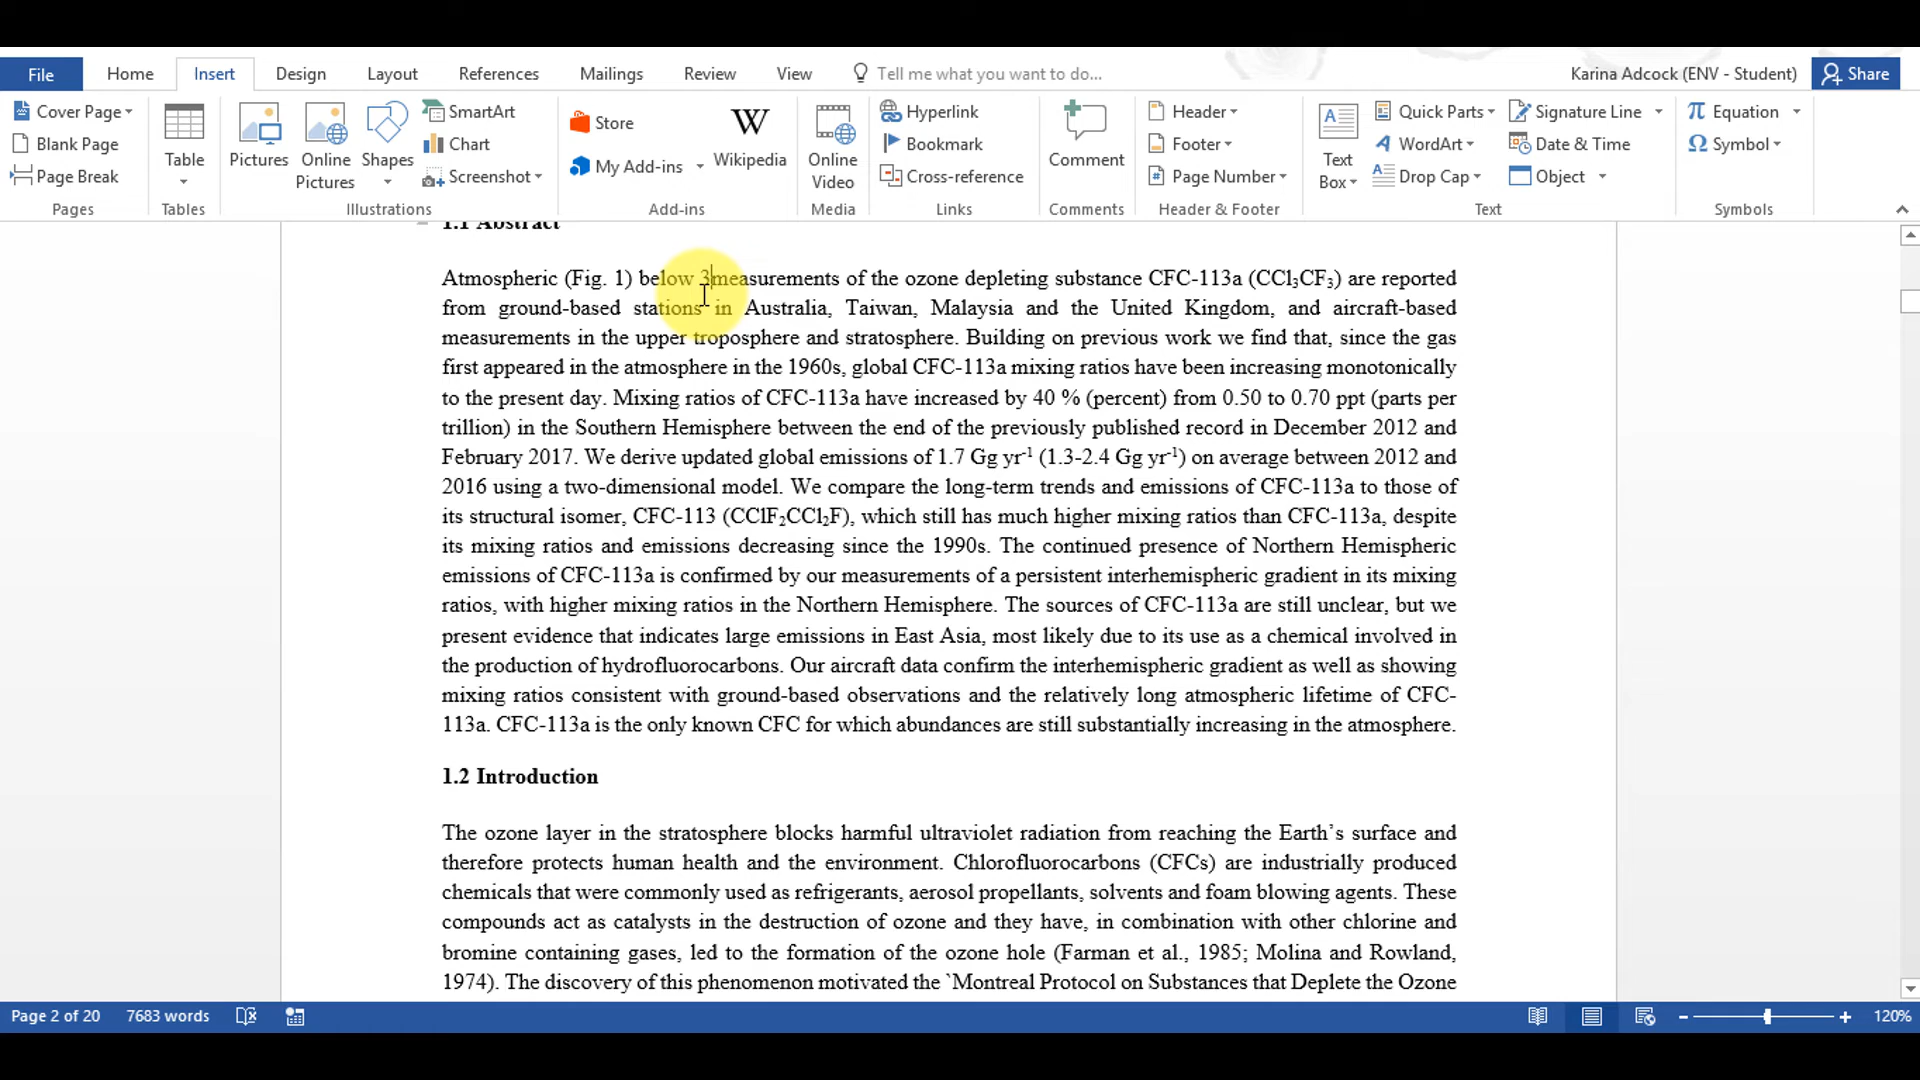 File
Home
Insert
Design
Layout
References
Mailings
Review
View
Tell me what you want to do...
Karina Adcock (ENV - Student)
Share
Cover Page
Blank Page
Page Break
Pages
Table
Tables
Pictures
Online Pictures
Shapes
SmartArt
Chart
Screenshot
Illustrations
Store
My Add-ins
W
Wikipedia
Add-ins
Online Video
Media
Hyperlink
Bookmark
Cross-reference
Links
Comment
Comments
Header
Footer
Page Number
# 
Header & Footer
A
Text Box
Quick Parts
WordArt
Drop Cap
Signature Line
Date & Time
Object
Text
π Equation
Ω Symbol
Symbols
1.1 Abstract
Atmospheric (Fig. 1) below 3measurements of the ozone depleting substance CFC-113a (CCl₃CF₃) are reported
from ground-based stations in Australia, Taiwan, Malaysia and the United Kingdom, and aircraft-based
measurements in the upper troposphere and stratosphere. Building on previous work we find that, since the gas
first appeared in the atmosphere in the 1960s, global CFC-113a mixing ratios have been increasing monotonically
to the present day. Mixing ratios of CFC-113a have increased by 40 % (percent) from 0.50 to 0.70 ppt (parts per
trillion) in the Southern Hemisphere between the end of the previously published record in December 2012 and
February 2017. We derive updated global emissions of 1.7 Gg yr⁻¹ (1.3-2.4 Gg yr⁻¹) on average between 2012 and
2016 using a two-dimensional model. We compare the long-term trends and emissions of CFC-113a to those of
its structural isomer, CFC-113 (CClF₂CCl₂F), which still has much higher mixing ratios than CFC-113a, despite
its mixing ratios and emissions decreasing since the 1990s. The continued presence of Northern Hemispheric
emissions of CFC-113a is confirmed by our measurements of a persistent interhemispheric gradient in its mixing
ratios, with higher mixing ratios in the Northern Hemisphere. The sources of CFC-113a are still unclear, but we
present evidence that indicates large emissions in East Asia, most likely due to its use as a chemical involved in
the production of hydrofluorocarbons. Our aircraft data confirm the interhemispheric gradient as well as showing
mixing ratios consistent with ground-based observations and the relatively long atmospheric lifetime of CFC-
113a. CFC-113a is the only known CFC for which abundances are still substantially increasing in the atmosphere.
1.2 Introduction
The ozone layer in the stratosphere blocks harmful ultraviolet radiation from reaching the Earth’s surface and
therefore protects human health and the environment. Chlorofluorocarbons (CFCs) are industrially produced
chemicals that were commonly used as refrigerants, aerosol propellants, solvents and foam blowing agents. These
compounds act as catalysts in the destruction of ozone and they have, in combination with other chlorine and
bromine containing gases, led to the formation of the ozone hole (Farman et al., 1985; Molina and Rowland,
1974). The discovery of this phenomenon motivated the `Montreal Protocol on Substances that Deplete the Ozone
Page 2 of 20
7683 words
120%